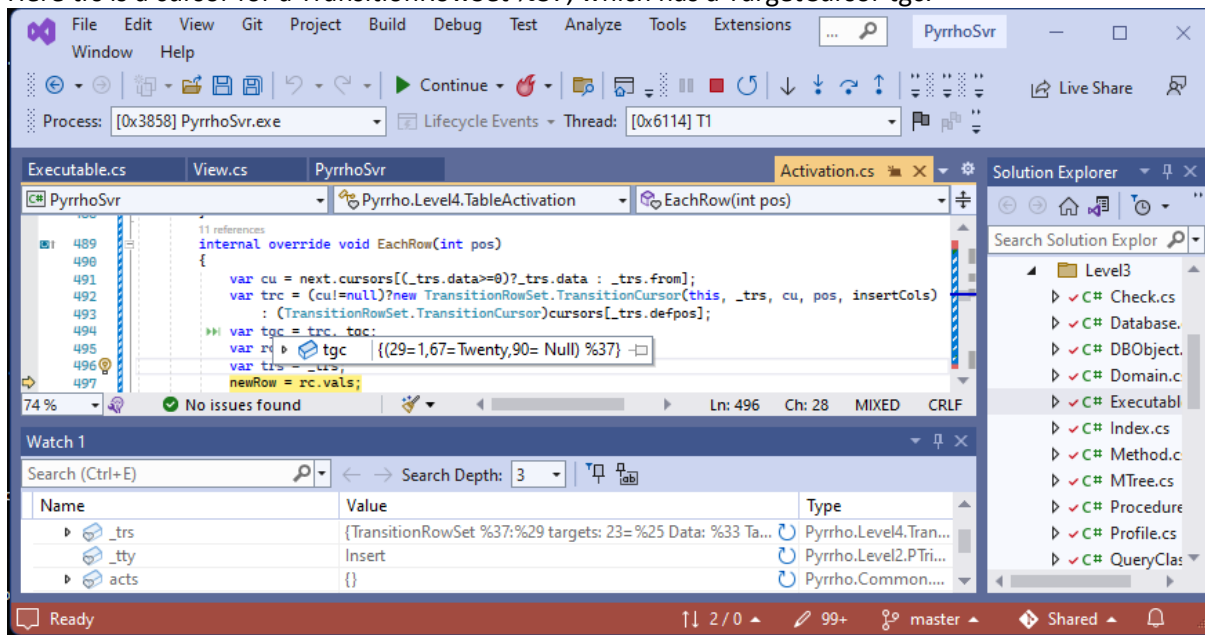 File Edit View Git Project Build Debug Test Analyze Tools Extensions ... PyrrhoSvr
Window Help
Continue Live Share
Process: [0x3858] PyrrhoSvr.exe Lifecycle Events Thread: [0x6114] T1
Executable.cs View.cs PyrrhoSvr Activation.cs Solution Explorer
C# PyrrhoSvr Pyrrho.Level4.TableActivation EachRow(int pos)
11 references
489 internal override void EachRow(int pos)
490 {
491 var cu = next.cursors[(_trs.data>=0)?_trs.data : _trs.from];
492 var trc = (cu!=null)?new TransitionRowSet.TransitionCursor(this, _trs, cu, pos, insertCols)
493 : (TransitionRowSet.TransitionCursor)cursors[_trs.defpos];
494 var tgc = trc._tgc;
495 var rc
tgc {(29=1,67=Twenty,90= Null) %37}
496 var trs = _trs;
497 newRow = rc.vals;
74 % No issues found Ln: 496 Ch: 28 MIXED CRLF
Search Solution Explor
Level3
C# Check.cs
C# Database.
C# DBObject.
C# Domain.c
C# Executabl
C# Index.cs
C# Method.c
C# MTree.cs
C# Procedure
C# Profile.cs
C# QueryClas
Watch 1
Search (Ctrl+E) Search Depth: 3
Name Value Type
_trs {TransitionRowSet %37:%29 targets: 23=%25 Data: %33 Ta... Pyrrho.Level4.Tran...
_tty Insert Pyrrho.Level2.PTri...
acts {} Pyrrho.Common....
Ready 2 / 0 99+ master Shared